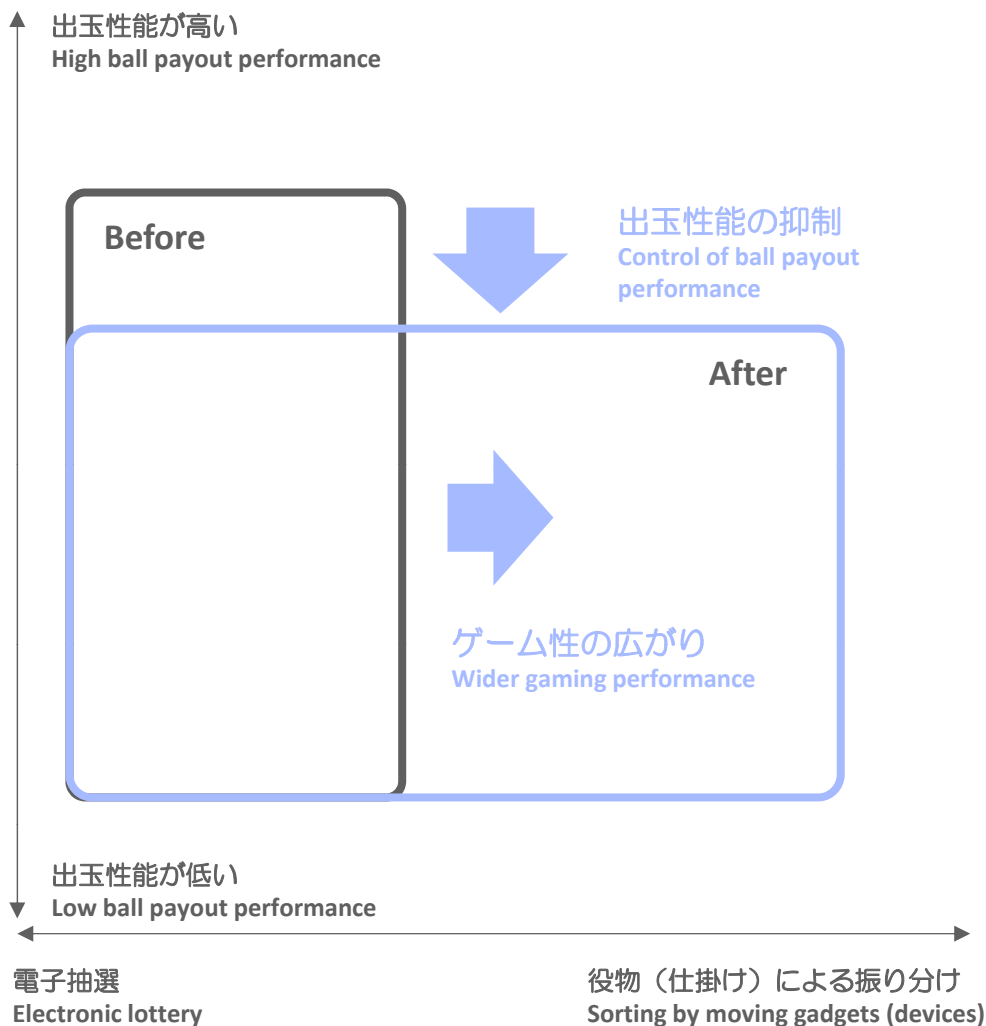 出玉性能が高い
High ball payout performance
Before
出玉性能の抑制
Control of ball payout
performance
After
ゲーム性の広がり
Wider gaming performance
出玉性能が低い
Low ball payout performance
電子抽選
Electronic lottery
役物（仕掛け）による振り分け
Sorting by moving gadgets (devices)